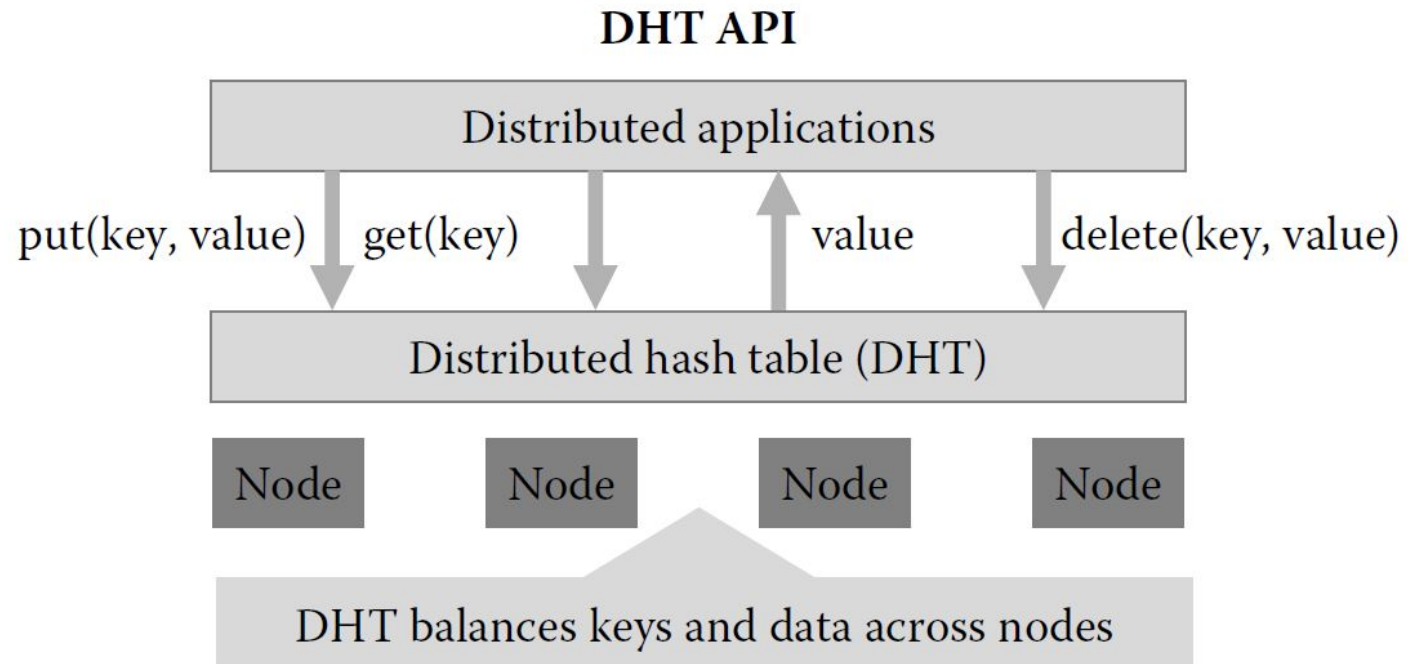 DHT API
Distributed applications
put(key, value) get(key) value delete(key, value)
Distributed hash table (DHT)
Node Node Node Node
DHT balances keys and data across nodes